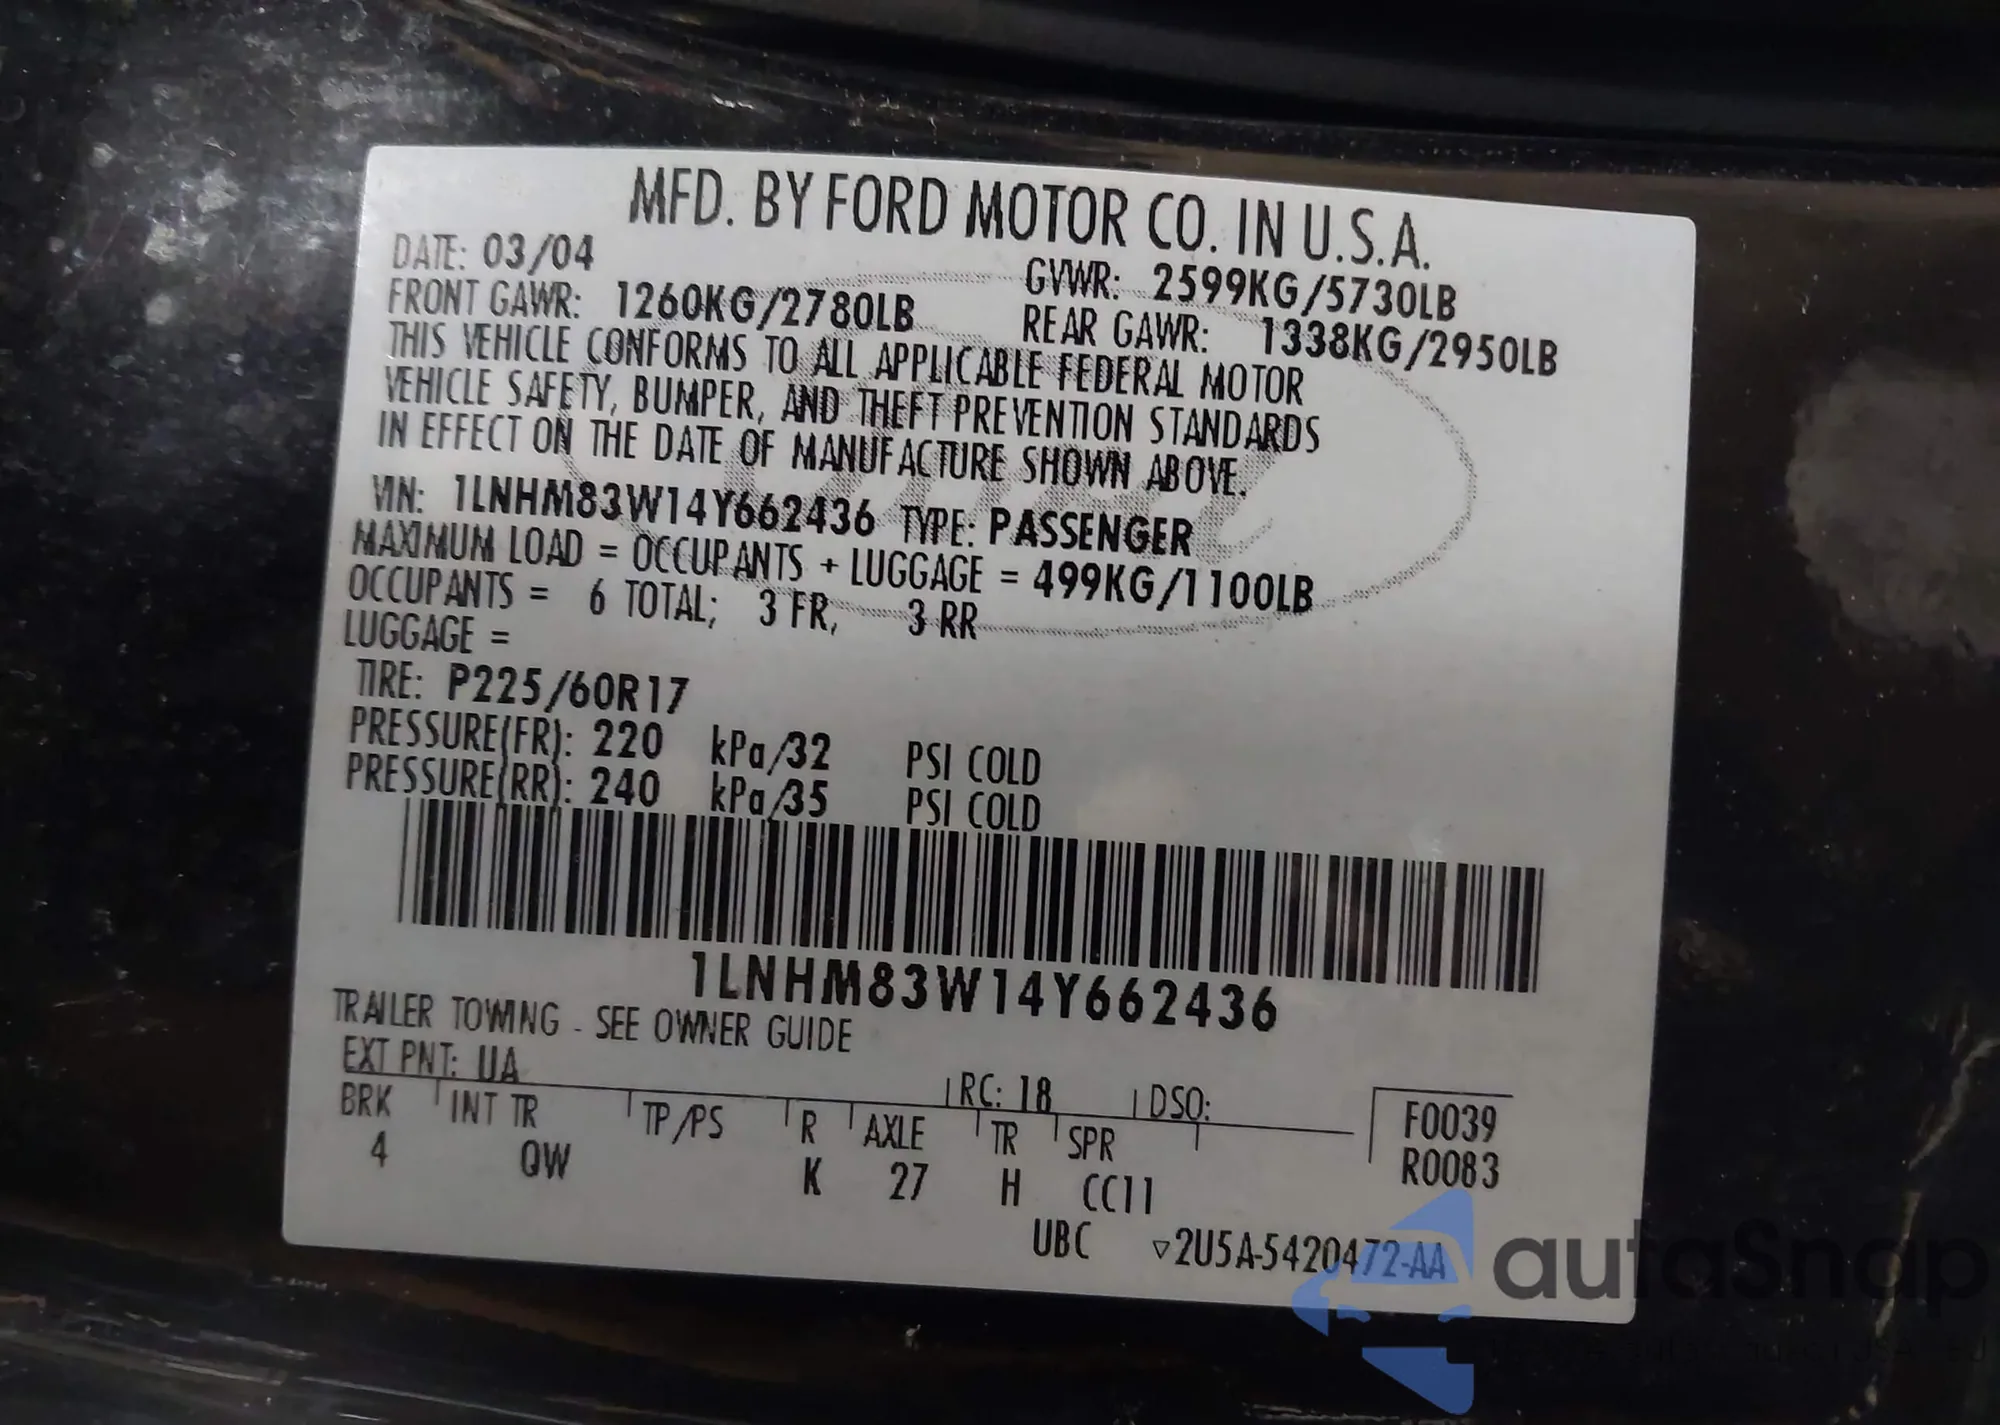 MFD. BY FORD MOTOR CO. IN U.S.A.
DATE: 03/04 GVWR: 2599KG/5730LB
FRONT GAWR: 1260KG/2780LB REAR GAWR: 1338KG/2950LB
THIS VEHICLE CONFORMS TO ALL APPLICABLE FEDERAL MOTOR
VEHICLE SAFETY, BUMPER, AND THEFT PREVENTION STANDARDS
IN EFFECT ON THE DATE OF MANUFACTURE SHOWN ABOVE.
VIN: 1LNHM83W14Y662436 TYPE: PASSENGER
MAXIMUM LOAD = OCCUPANTS + LUGGAGE = 499KG/1100LB
OCCUPANTS = 6 TOTAL; 3 FR, 3 RR
LUGGAGE =
TIRE: P225/60R17
PRESSURE(FR): 220 kPa/32 PSI COLD
PRESSURE(RR): 240 kPa/35 PSI COLD
1LNHM83W14Y662436
TRAILER TOWING - SEE OWNER GUIDE
EXT PNT: UA RC: 18 DSO:
BRK INT TR TP/PS R AXLE TR SPR F0039
4 QW K 27 H CC11 R0083
UBC ▽2U5A-5420472-AA
autaSnap